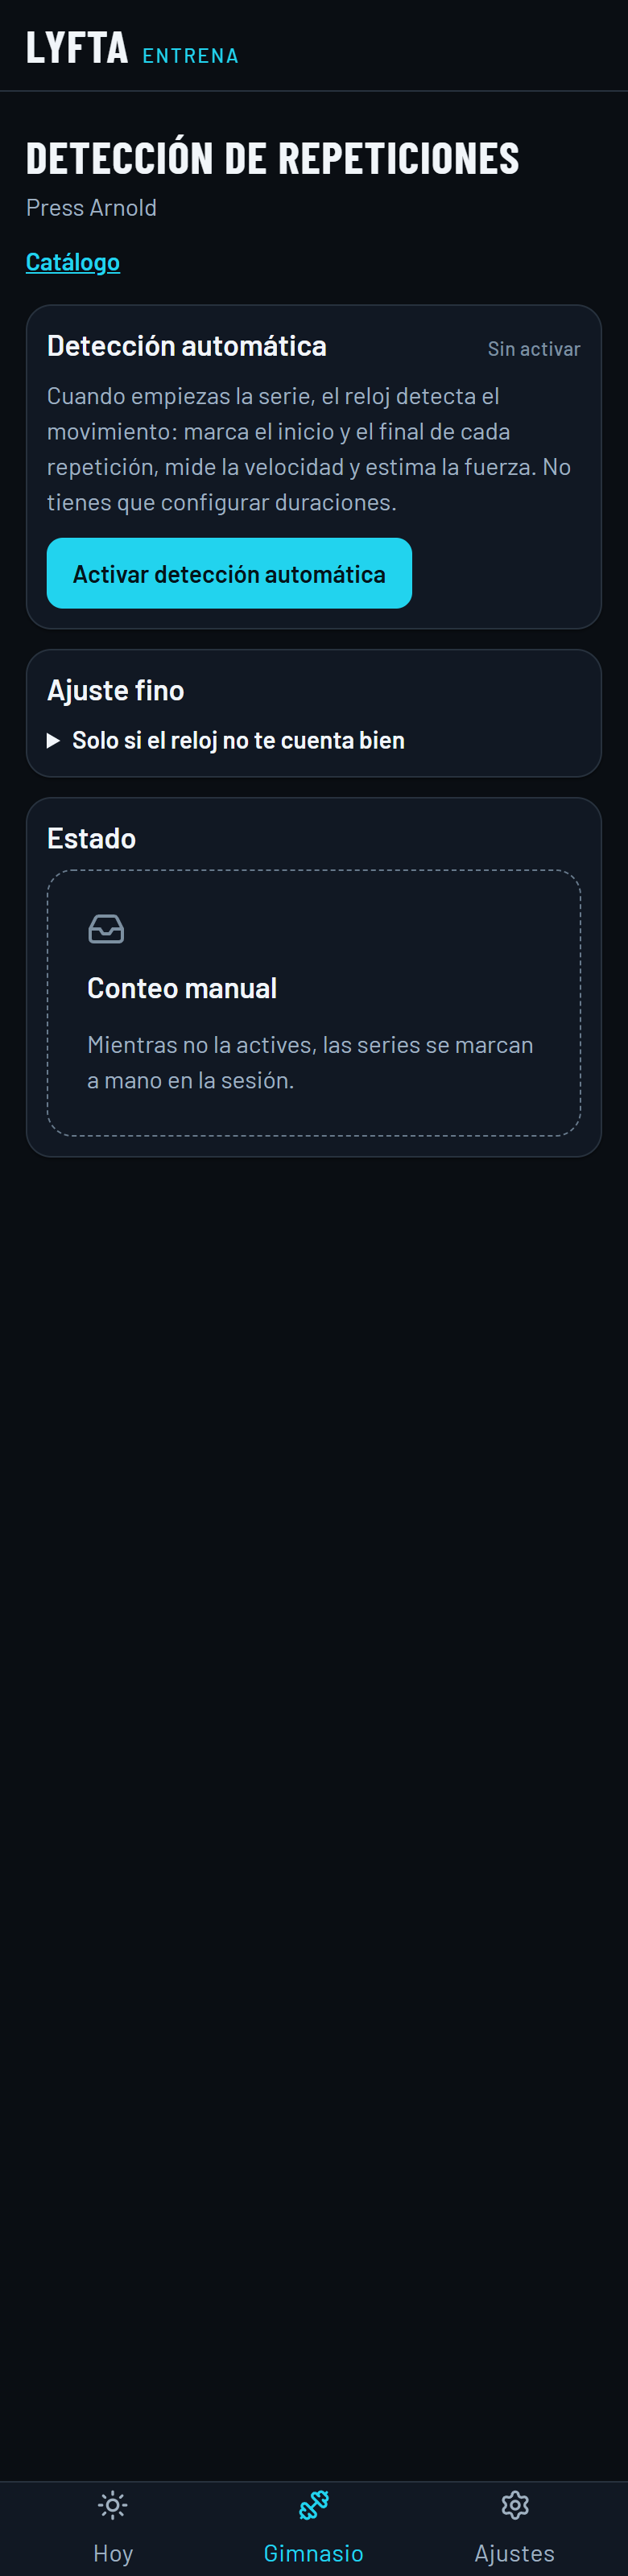 LYFTA ENTRENA
DETECCIÓN DE REPETICIONES
Press Arnold
Catálogo
Detección automática Sin activar
Cuando empiezas la serie, el reloj detecta el
movimiento: marca el inicio y el final de cada
repetición, mide la velocidad y estima la fuerza. No
tienes que configurar duraciones.
Activar detección automática
Ajuste fino
Solo si el reloj no te cuenta bien
Estado
Conteo manual
Mientras no la actives, las series se marcan
a mano en la sesión.
Hoy Gimnasio Ajustes